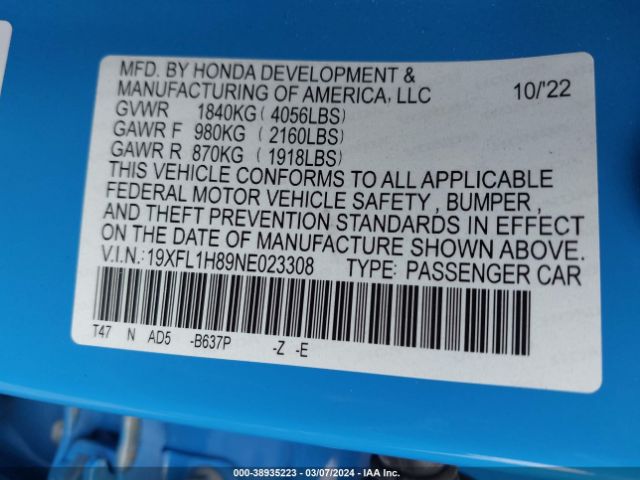 MFD. BY HONDA DEVELOPMENT &
MANUFACTURING OF AMERICA, LLC 10/'22
GVWR 1840KG ( 4056LBS )
GAWR F 980KG ( 2160LBS )
GAWR R 870KG ( 1918LBS )
THIS VEHICLE CONFORMS TO ALL APPLICABLE
FEDERAL MOTOR VEHICLE SAFETY , BUMPER ,
AND THEFT PREVENTION STANDARDS IN EFFECT
ON THE DATE OF MANUFACTURE SHOWN ABOVE.
V.I.N.:19XFL1H89NE023308 TYPE: PASSENGER CAR
T47 N AD5 -B637P -Z -E
000-38935223 — 03/07/2024 — IAA Inc.